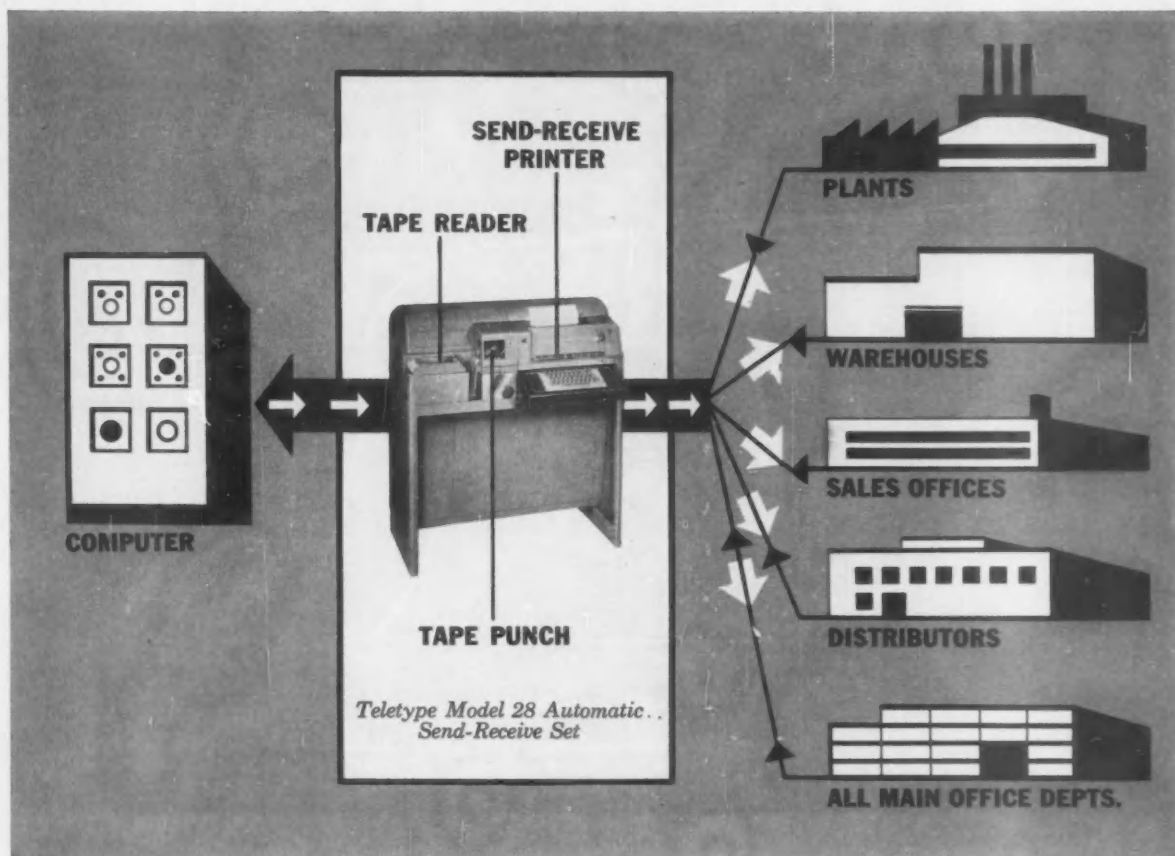 SEND-RECEIVE
PRINTER
TAPE READER
TAPE PUNCH
Teletype Model 28 Automatic..
Send-Receive Set
COMPUTER
PLANTS
WAREHOUSES
SALES OFFICES
DISTRIBUTORS
ALL MAIN OFFICE DEPTS.